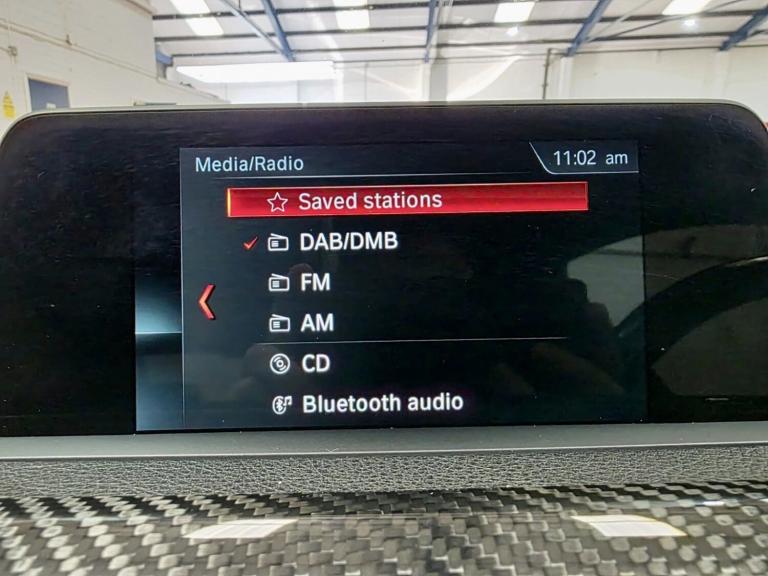 Media/Radio
11:02 am
Saved stations
DAB/DMB
FM
AM
CD
Bluetooth audio